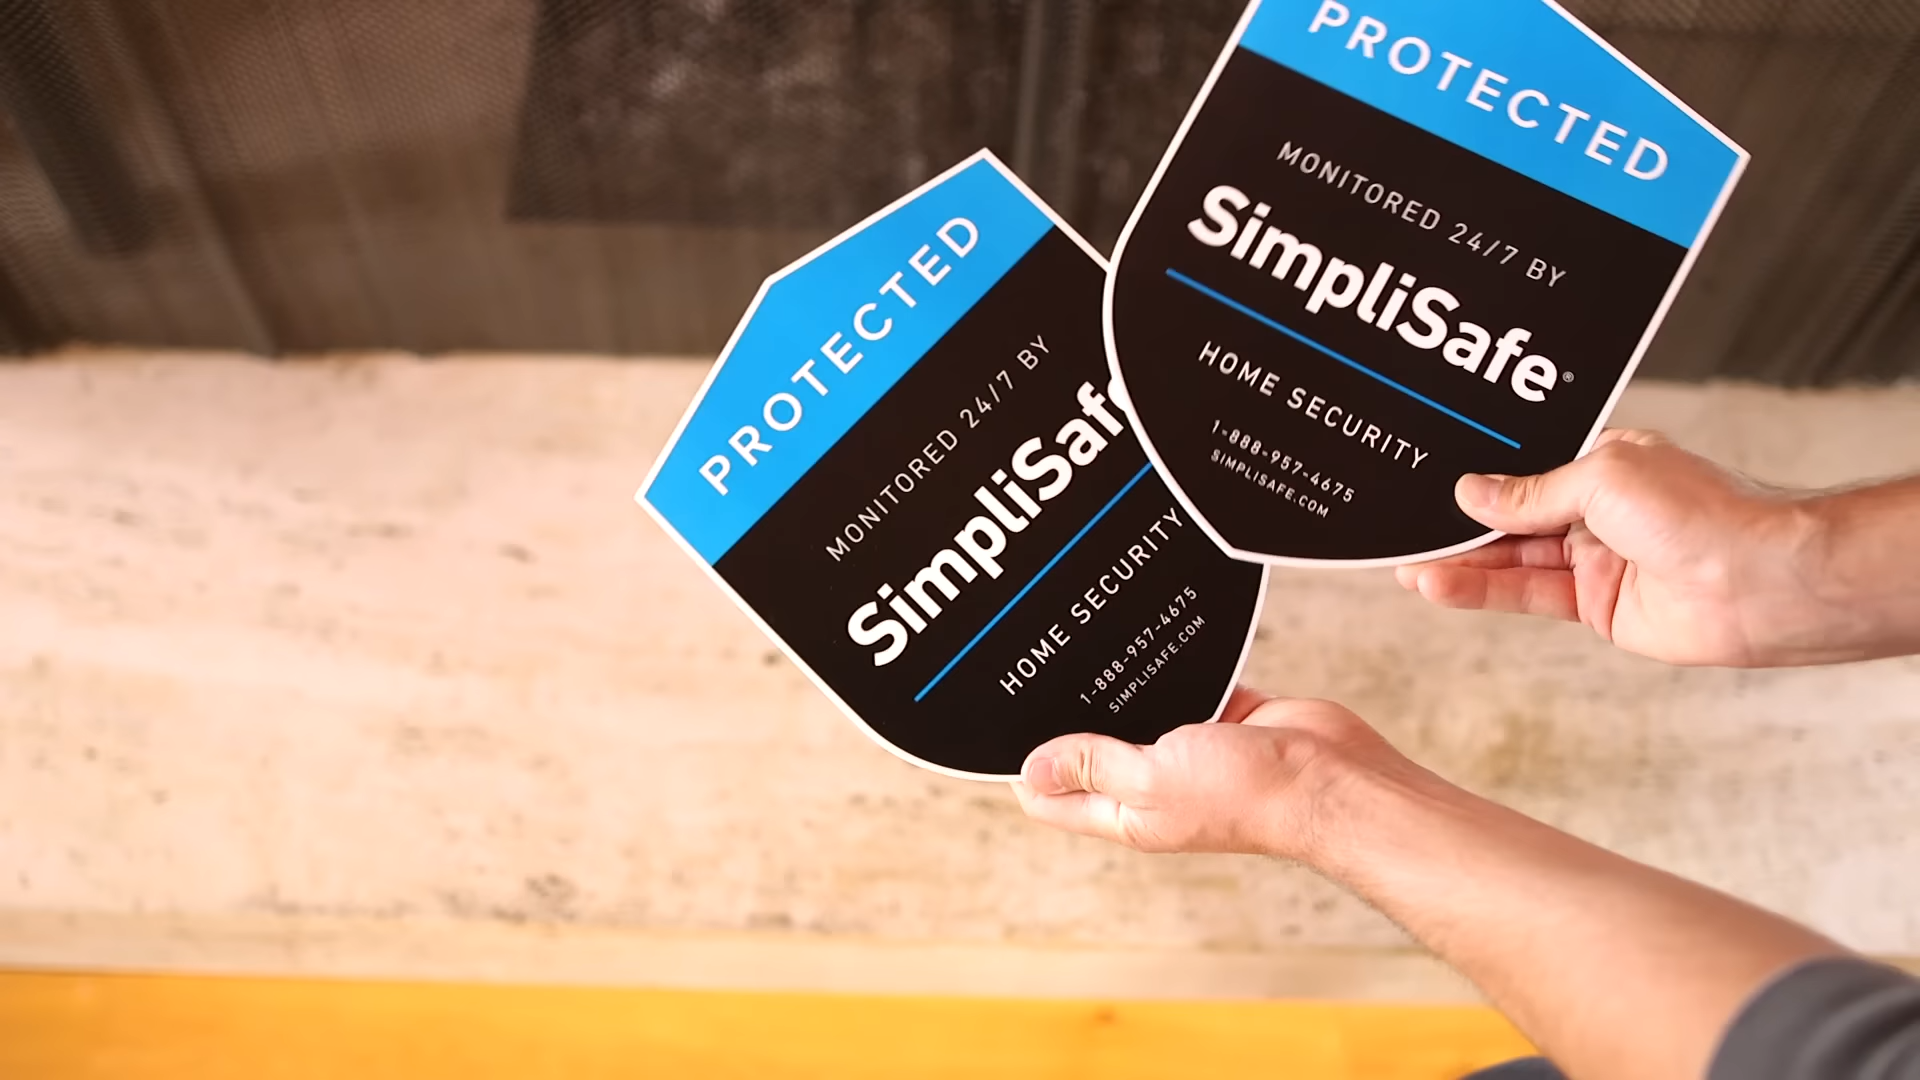 PROTECTED
MONITORED 24/7 BY
SimpliSafe
HOME SECURITY
1-888-957-4675
SIMPLISAFE.COM
PROTECTED
MONITORED 24/7 BY
SimpliSafe®
HOME SECURITY
1-888-957-4675
SIMPLISAFE.COM